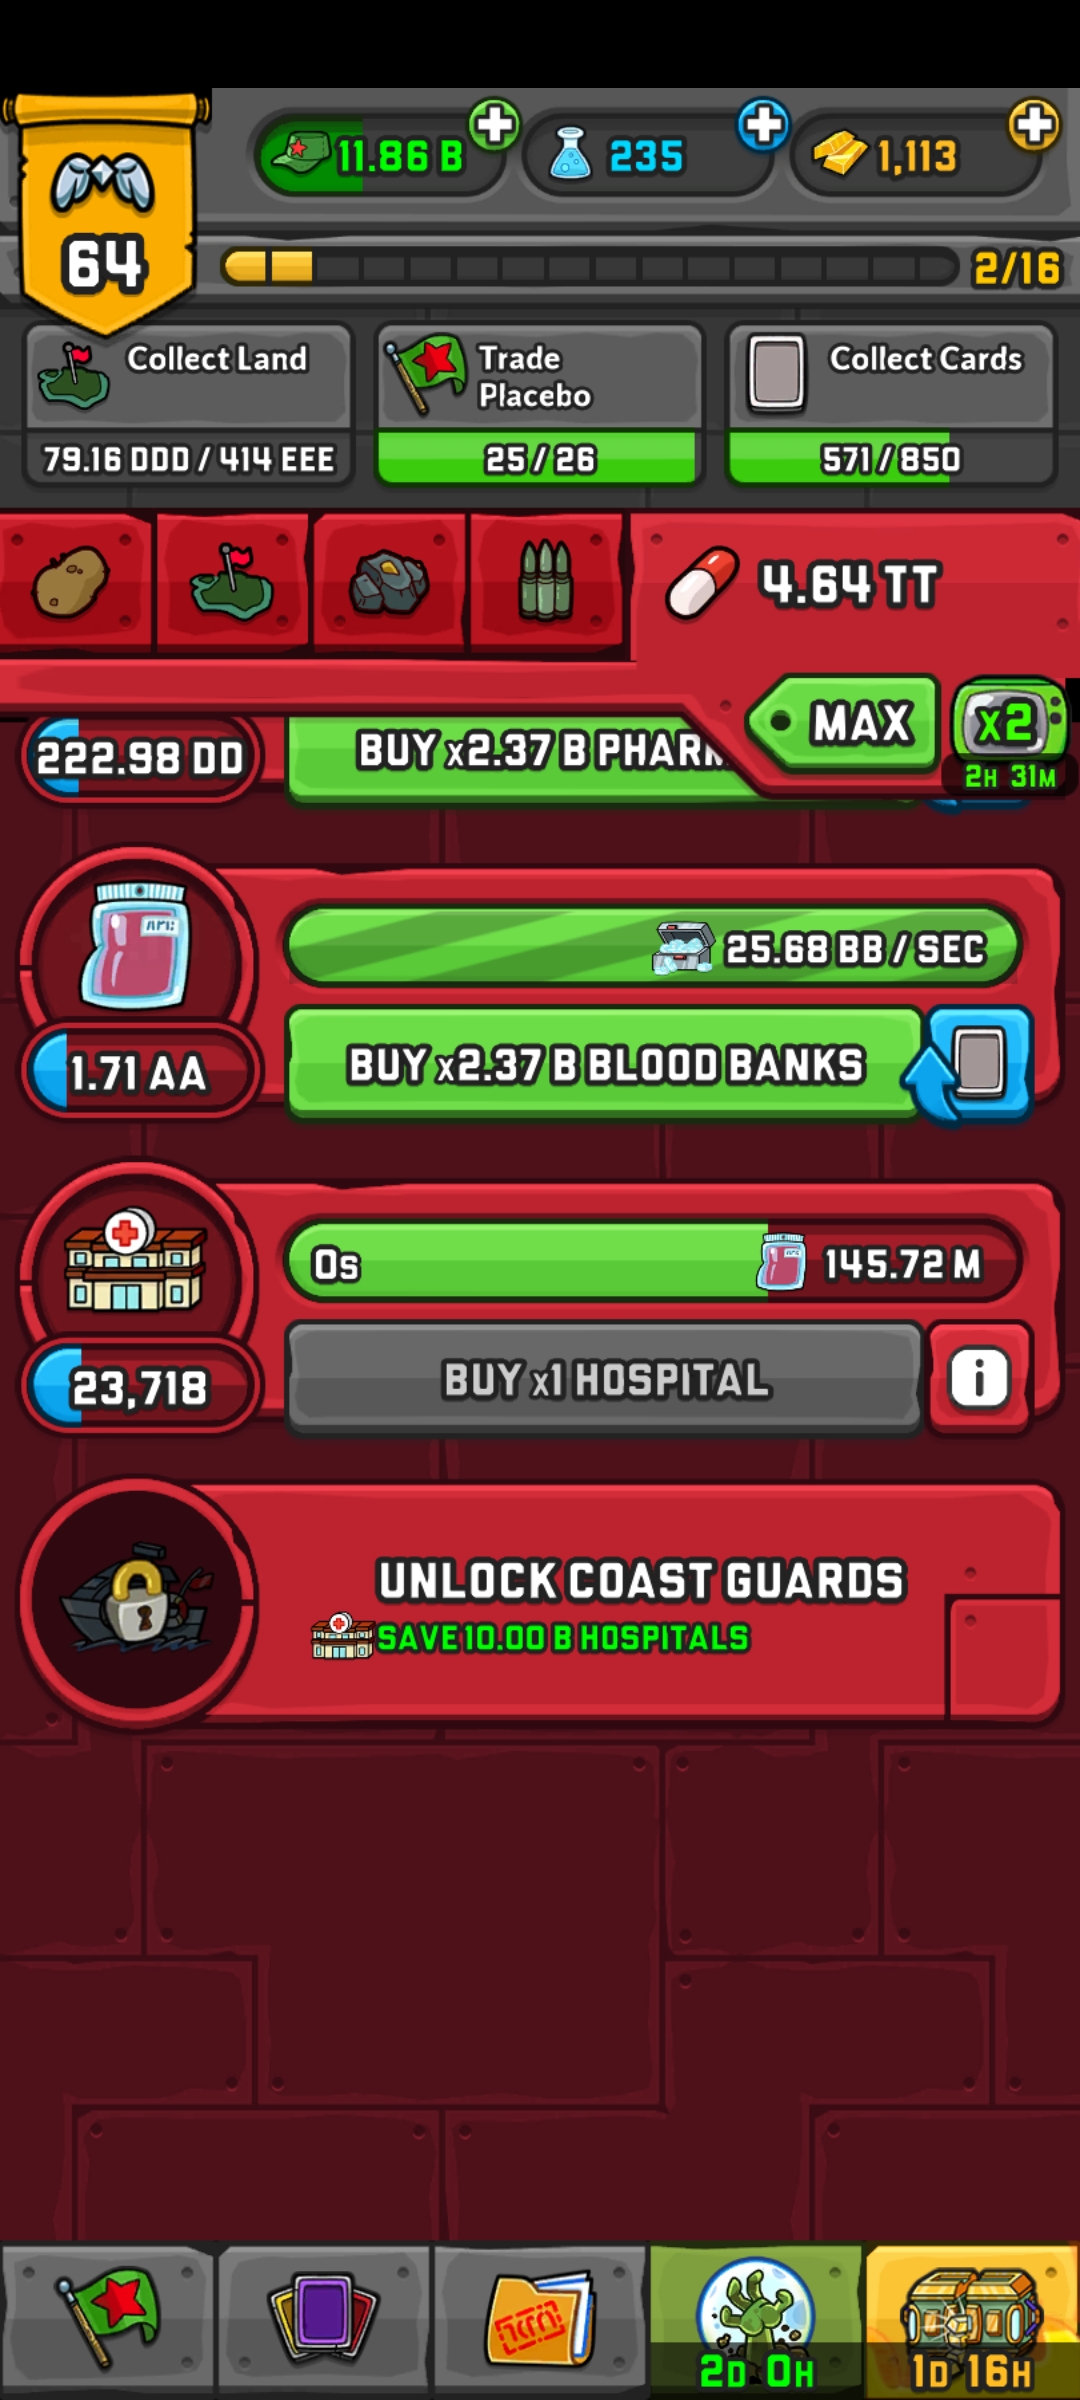 11.86 B
235
1,113
64
2/16
Collect Land
79.16 DDD / 414 EEE
Trade
Placebo
25 / 26
Collect Cards
571 / 850
4.64 TT
MAX
x2
2H 31M
222.98 DD
BUY x2.37 B
25.68 BB / SEC
1.71 AA
BUY x2.37 B BLOOD BANKS
0s
145.72 M
23,718
BUY x1 HOSPITAL
i
UNLOCK COAST GUARDS
SAVE 10.00 B HOSPITALS
2D 0H
1D 16H